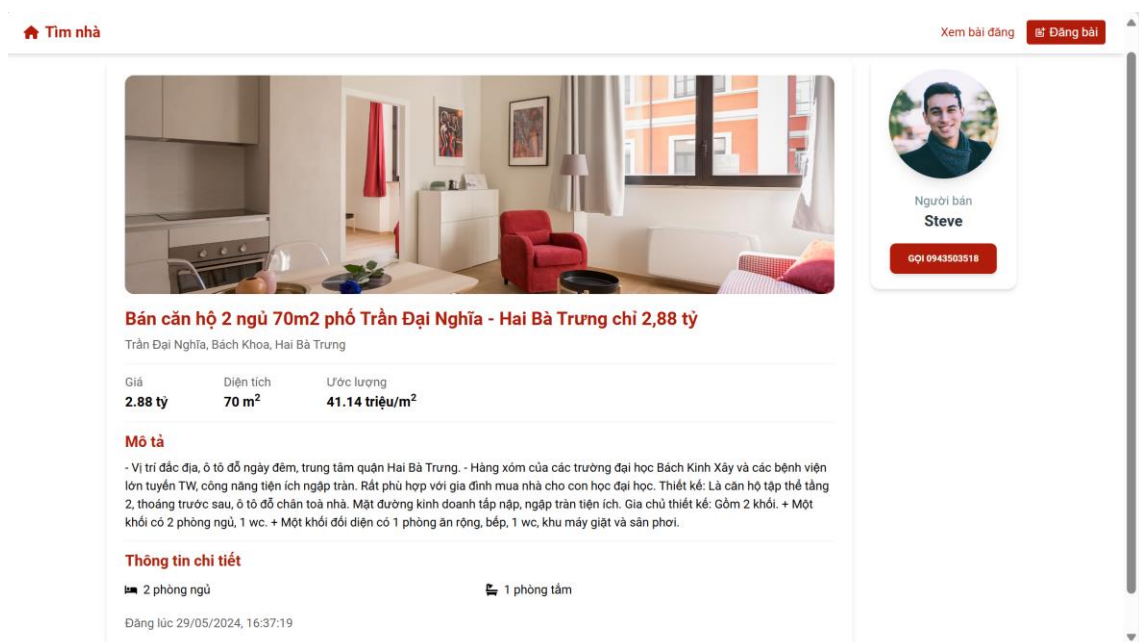 Tìm nhà
Xem bài đăng
Đăng bài
Người bán
Steve
GỌI 0943503518
Bán căn hộ 2 ngủ 70m2 phố Trần Đại Nghĩa - Hai Bà Trưng chỉ 2,88 tỷ
Trần Đại Nghĩa, Bách Khoa, Hai Bà Trưng
Giá Diện tích Ước lượng
2.88 tỷ 70 m² 41.14 triệu/m²
Mô tả
- Vị trí đắc địa, ô tô đỗ ngày đêm, trung tâm quận Hai Bà Trưng. - Hàng xóm của các trường đại học Bách Kinh Xây và các bệnh viện
lớn tuyến TW, công năng tiện ích ngập tràn. Rất phù hợp với gia đình mua nhà cho con học đại học. Thiết kế: Là căn hộ tập thể tầng
2, thoáng trước sau, ô tô đỗ chân toà nhà. Mặt đường kinh doanh tấp nập, ngập tràn tiện ích. Gia chủ thiết kế: Gồm 2 khối. + Một
khối có 2 phòng ngủ, 1 wc. + Một khối đối diện có 1 phòng ăn rộng, bếp, 1 wc, khu máy giặt và sân phơi.
Thông tin chi tiết
2 phòng ngủ
1 phòng tắm
Đăng lúc 29/05/2024, 16:37:19